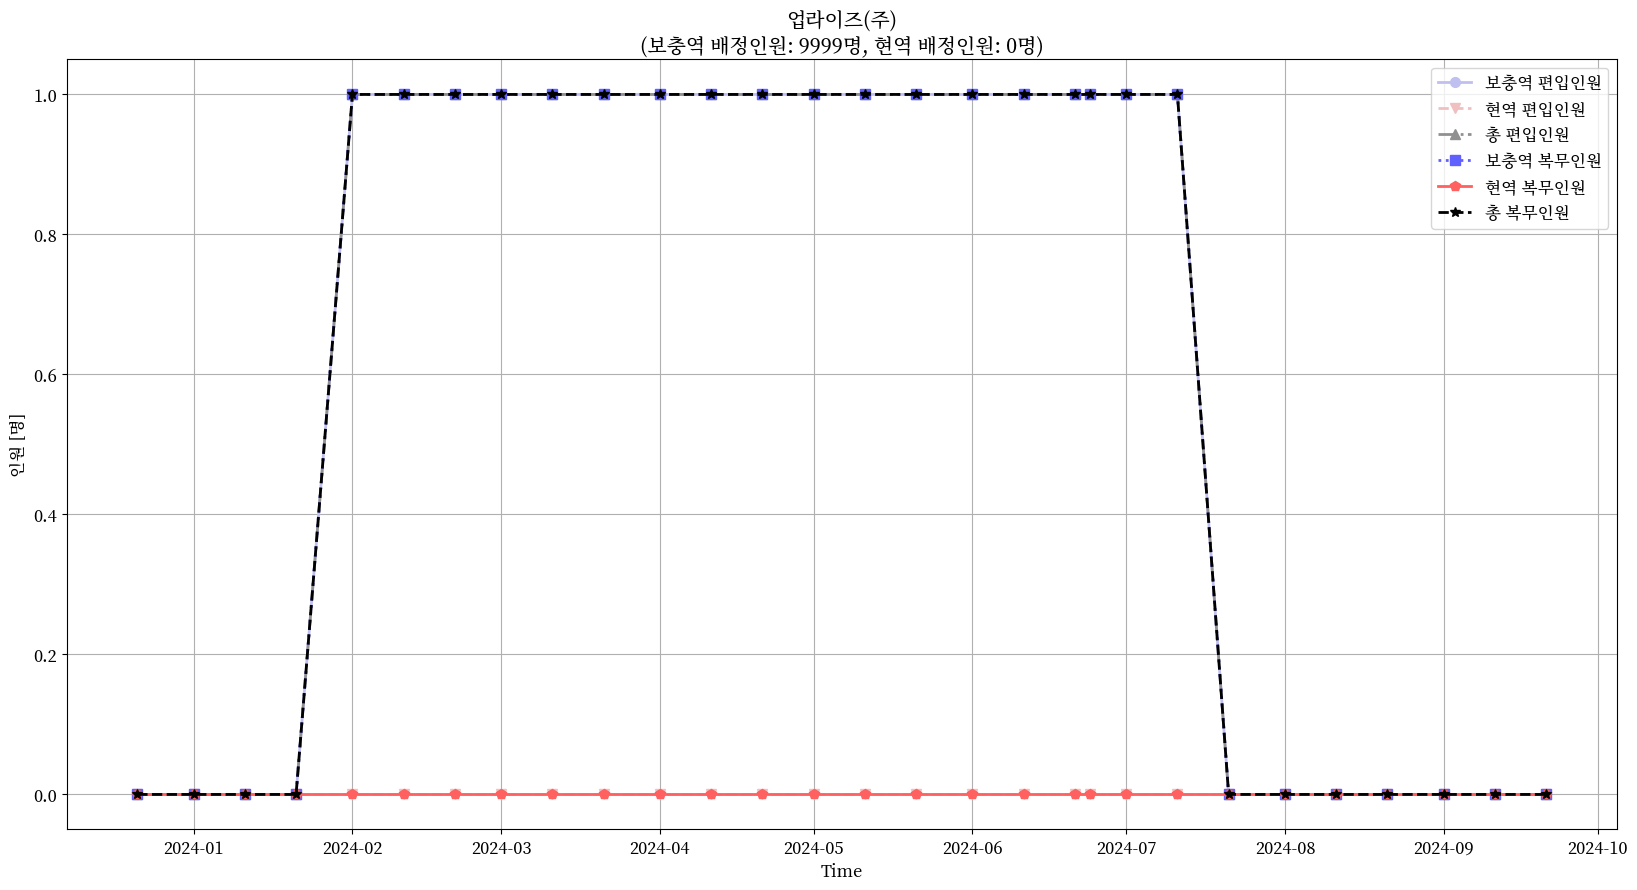 업라이즈(주)
(보충역 배정인원: 9999명, 현역 배정인원: 0명)
보충역 편입인원
현역 편입인원
총 편입인원
보충역 복무인원
현역 복무인원
총 복무인원
인원 [명]
1.0
0.8
0.6
0.4
0.2
0.0
2024-01
2024-02
2024-03
2024-04
2024-05
2024-06
2024-07
2024-08
2024-09
2024-10
Time